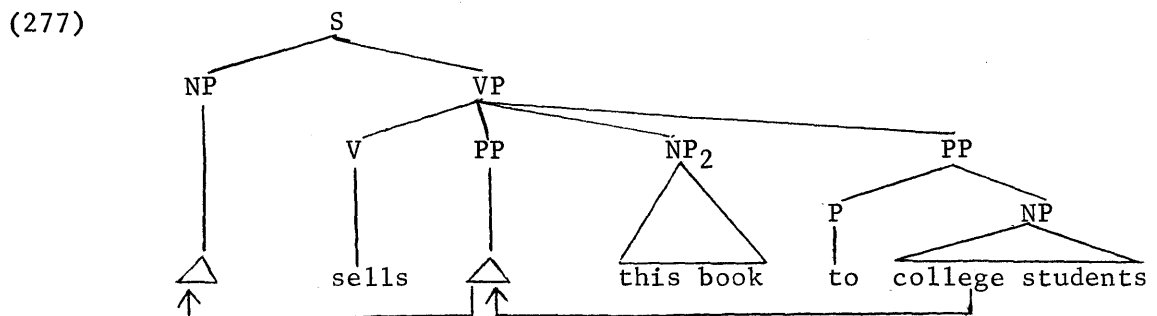 (277) S
NP VP
V PP NP2 PP
P NP
sells this book to college students